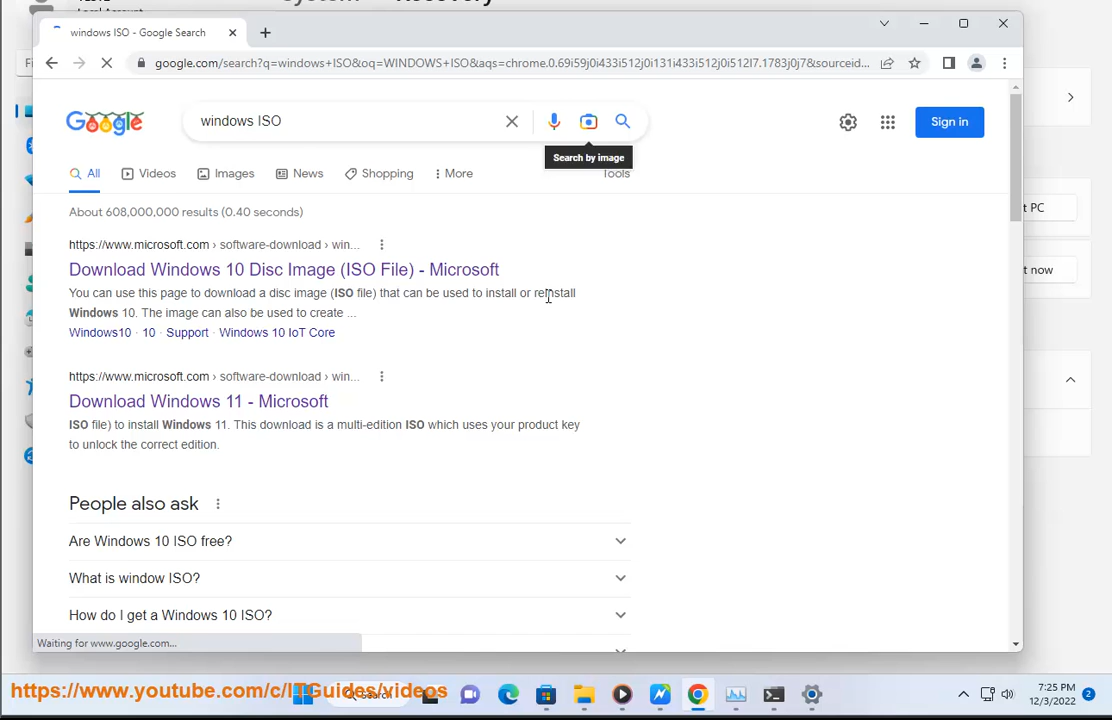 System Recovery
windows ISO - Google Search
google.com/search?q=windows+ISO&oq=WINDOWS+ISO&aqs=chrome.0.69i59j0i433i512j0i131i433i512j0i512l7.1783j0j7&sourceid...
Google
windows ISO
Search by image
Sign in
All
Videos
Images
News
Shopping
More
Tools
About 608,000,000 results (0.40 seconds)
https://www.microsoft.com › software-download › win...
Download Windows 10 Disc Image (ISO File) - Microsoft
You can use this page to download a disc image (ISO file) that can be used to install or reinstall
Windows 10. The image can also be used to create ...
Windows10 · 10 · Support · Windows 10 IoT Core
https://www.microsoft.com › software-download › win...
Download Windows 11 - Microsoft
ISO file) to install Windows 11. This download is a multi-edition ISO which uses your product key
to unlock the correct edition.
People also ask
Are Windows 10 ISO free?
What is window ISO?
How do I get a Windows 10 ISO?
Waiting for www.google.com...
t PC
t now
https://www.youtube.com/c/ITGuides/videos
7:25 PM
12/3/2022
2